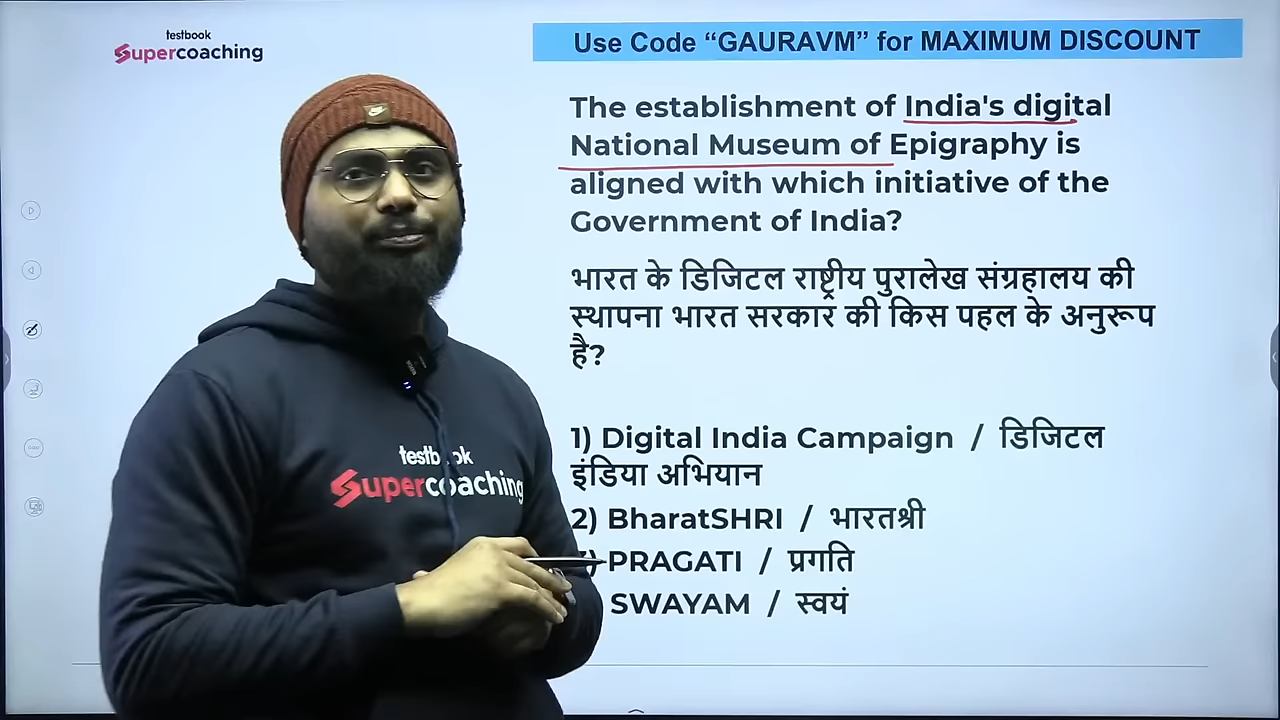 testbook
Supercoaching
Use Code “GAURAVM” for MAXIMUM DISCOUNT
The establishment of India's digital
National Museum of Epigraphy is
aligned with which initiative of the
Government of India?
भारत के डिजिटल राष्ट्रीय पुरालेख संग्रहालय की
स्थापना भारत सरकार की किस पहल के अनुरूप
है?
1) Digital India Campaign / डिजिटल
इंडिया अभियान
2) BharatSHRI / भारतश्री
PRAGATI / प्रगति
SWAYAM / स्वयं
testbook
Supercoaching